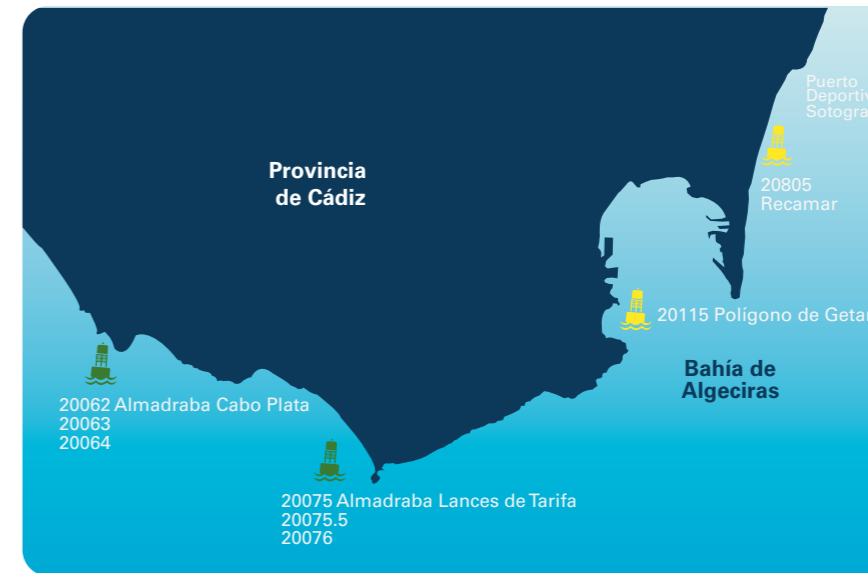 Puerto
Provincia
de Cádiz
20805
Recamar
20115 Polígono de
Bahía de
Algeciras
20062 Almadraba Cabo Plata
20063
20064
20075 Almadraba Lances de Tarifa
20075.5
20076